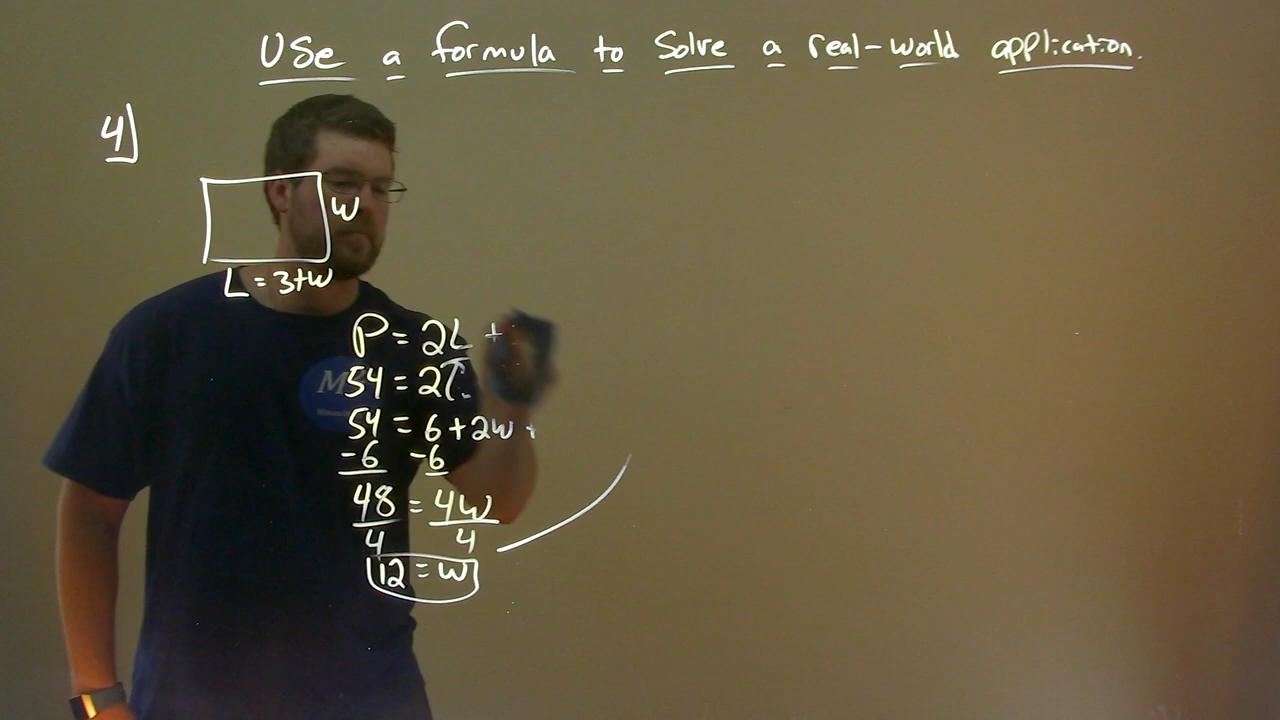 Use a formula to solve a real-world application.
4)
W
L = 3+W
P = 2L +
54 = 2
54 = 6 + 2W +
-6 -6
48 = 4W
4 4
12 = W
M